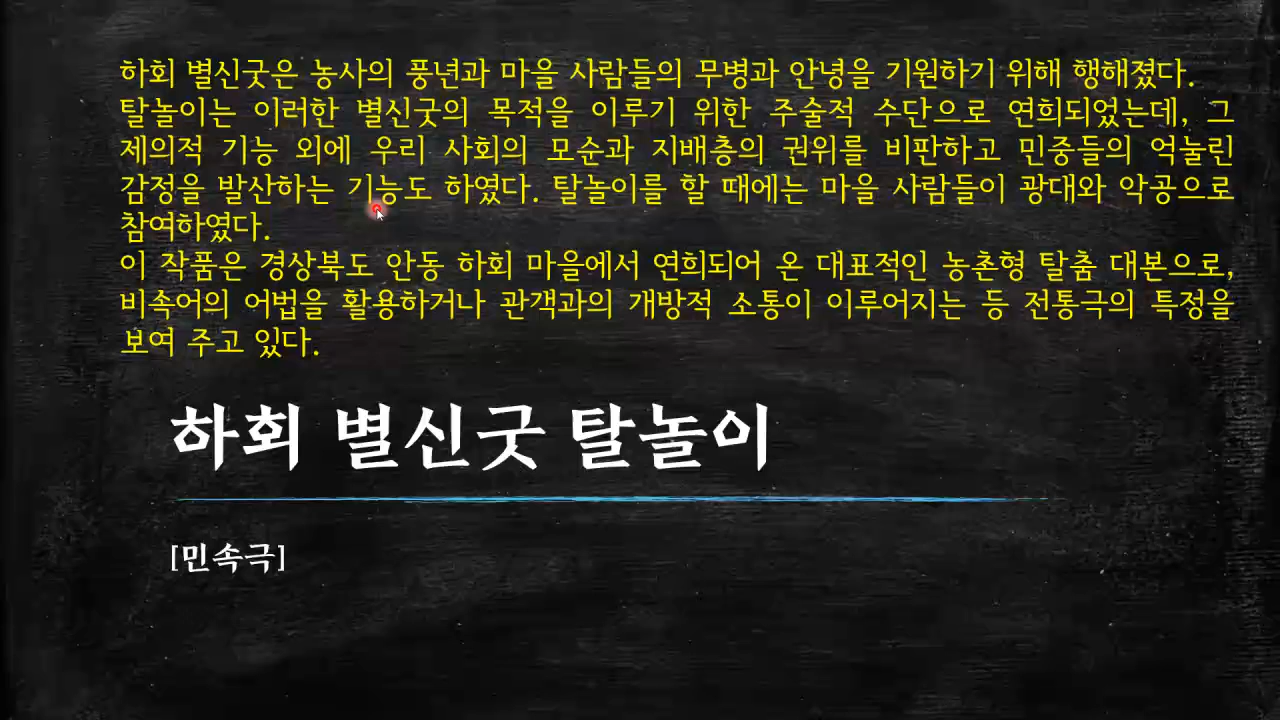 하회 별신굿은 농사의 풍년과 마을 사람들의 무병과 안녕을 기원하기 위해 행해졌다.
탈놀이는 이러한 별신굿의 목적을 이루기 위한 주술적 수단으로 연희되었는데, 그
제의적 기능 외에 우리 사회의 모순과 지배층의 권위를 비판하고 민중들의 억눌린
감정을 발산하는 기능도 하였다. 탈놀이를 할 때에는 마을 사람들이 광대와 악공으로
참여하였다.
이 작품은 경상북도 안동 하회 마을에서 연희되어 온 대표적인 농촌형 탈춤 대본으로,
비속어의 어법을 활용하거나 관객과의 개방적 소통이 이루어지는 등 전통극의 특정을
보여 주고 있다.
하회 별신굿 탈놀이
[민속극]